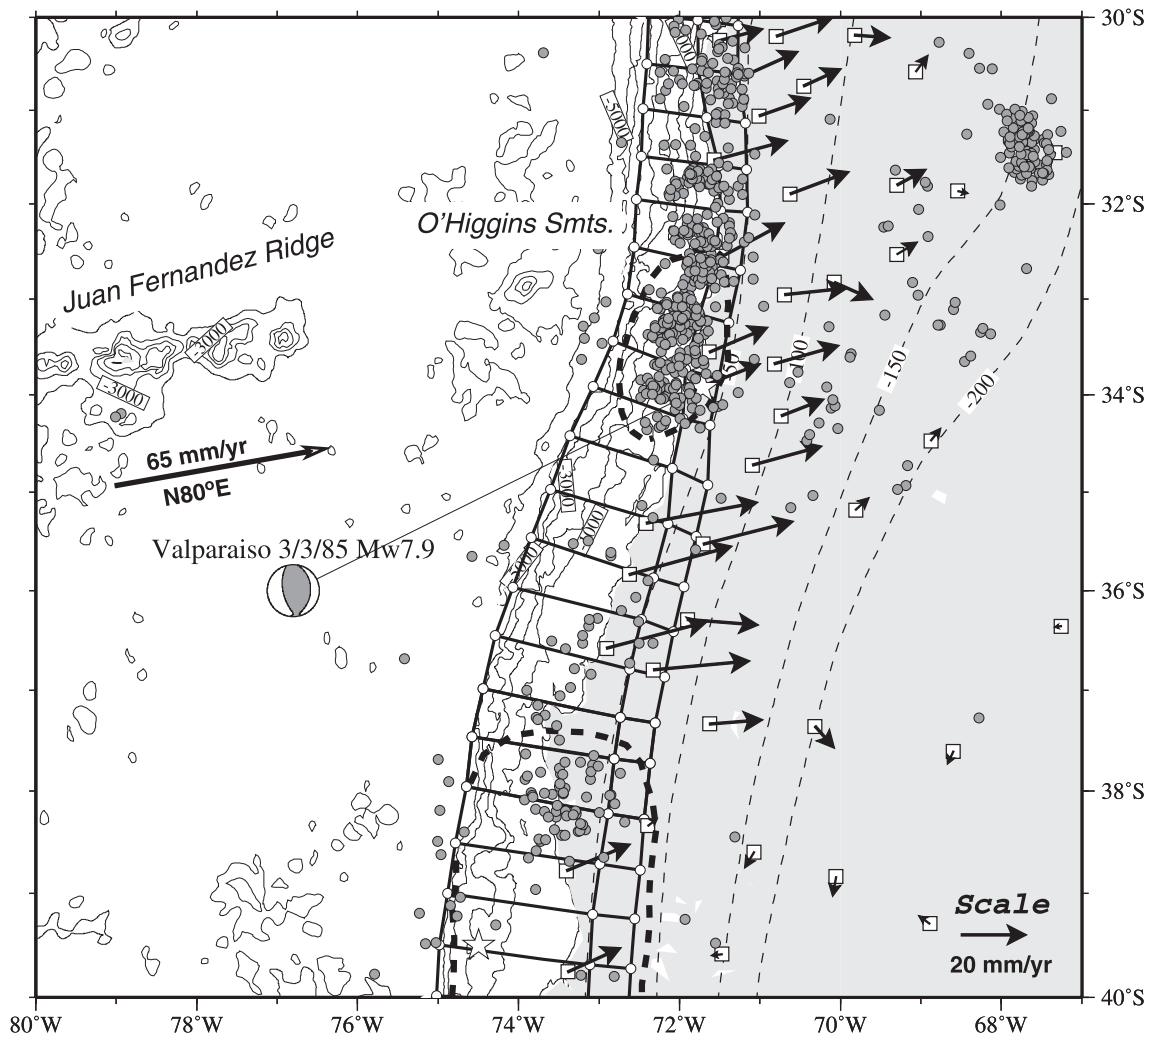 30°S
-5000
O'Higgins Smts.
32°S
Juan Fernandez Ridge
-3000
-3000
-50
-100
-150
-200
34°S
65 mm/yr
N80°E
-3000
Valparaiso 3/3/85 Mw7.9
36°S
38°S
Scale
20 mm/yr
40°S
80°W
78°W
76°W
74°W
72°W
70°W
68°W